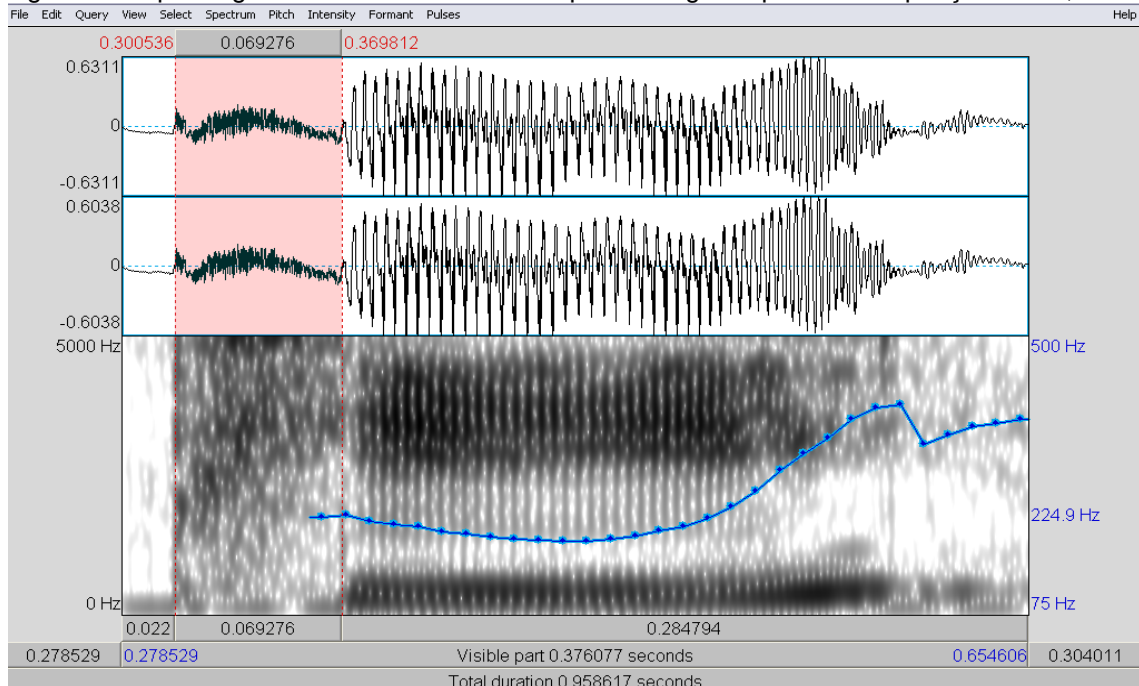 File Edit Query View Select Spectrum Pitch Intensity Formant Pulses Help
0.300536 0.069276 0.369812
0.6311
0
-0.6311
0.6038
0
-0.6038
5000 Hz 500 Hz
224.9 Hz
0 Hz 75 Hz
0.022 0.069276 0.284794
0.278529 0.278529 Visible part 0.376077 seconds 0.654606 0.304011
Total duration 0.958617 seconds